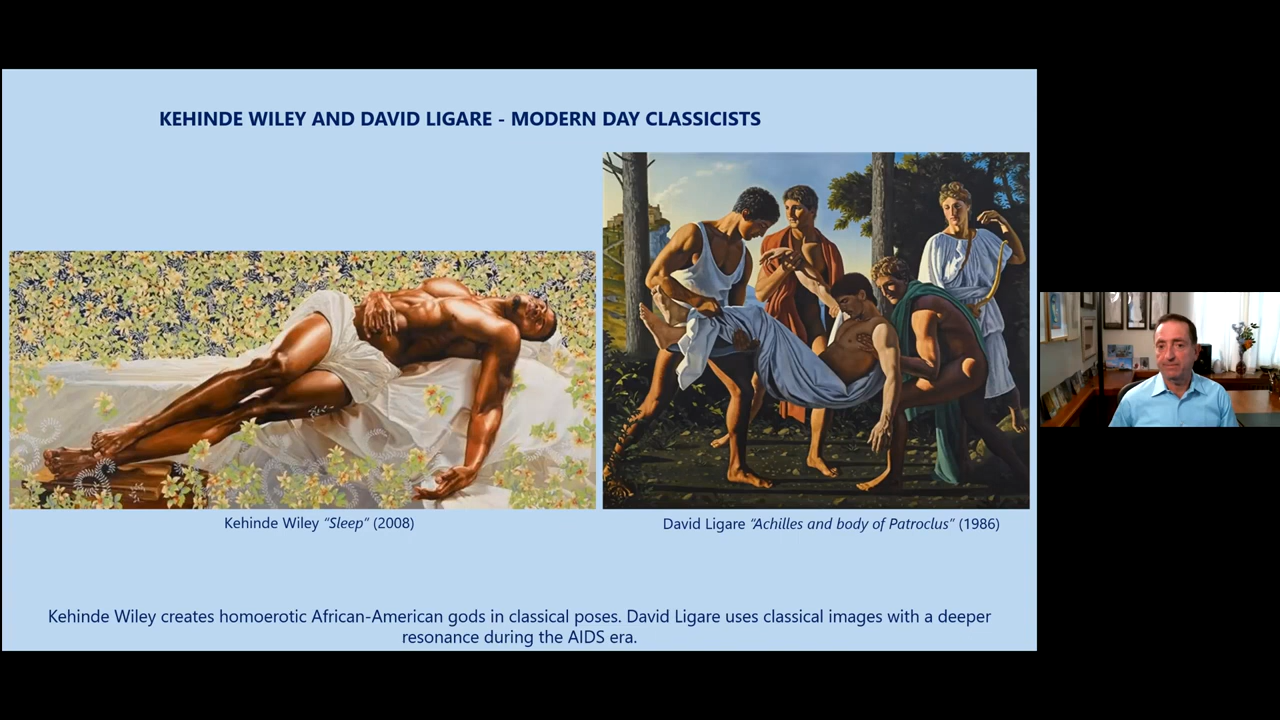 KEHINDE WILEY AND DAVID LIGARE - MODERN DAY CLASSICISTS
Kehinde Wiley “Sleep” (2008)
David Ligare “Achilles and body of Patroclus” (1986)
Kehinde Wiley creates homoerotic African-American gods in classical poses. David Ligare uses classical images with a deeper
resonance during the AIDS era.